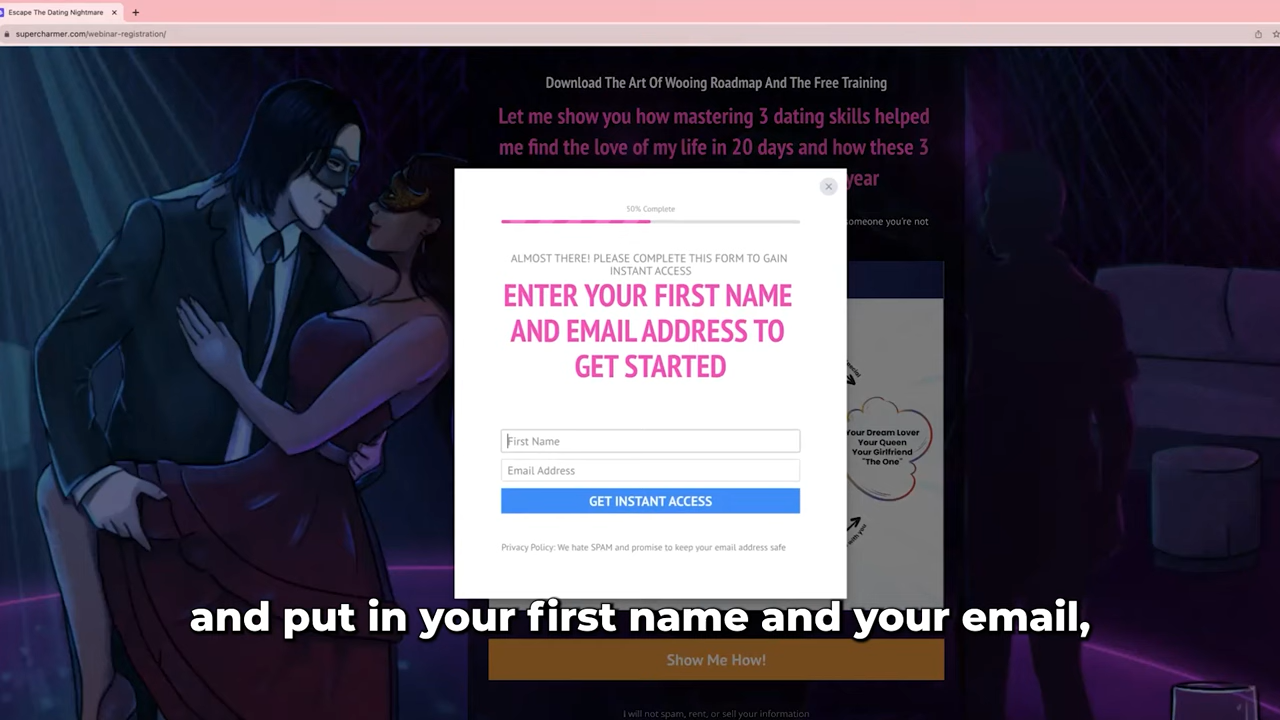 Escape The Dating Nightmare
supercharmer.com/webinar-registration/
Download The Art Of Wooing Roadmap And The Free Training
Let me show you how mastering 3 dating skills helped
me find the love of my life in 20 days and how these 3
year
someone you're not
50% Complete
ALMOST THERE! PLEASE COMPLETE THIS FORM TO GAIN
INSTANT ACCESS
ENTER YOUR FIRST NAME
AND EMAIL ADDRESS TO
GET STARTED
First Name
Email Address
GET INSTANT ACCESS
Privacy Policy: We hate SPAM and promise to keep your email address safe
Your Dream Lover
Your Queen
Your Girlfriend
"The One"
with you
and put in your first name and your email,
Show Me How!
I will not spam, rent, or sell your information